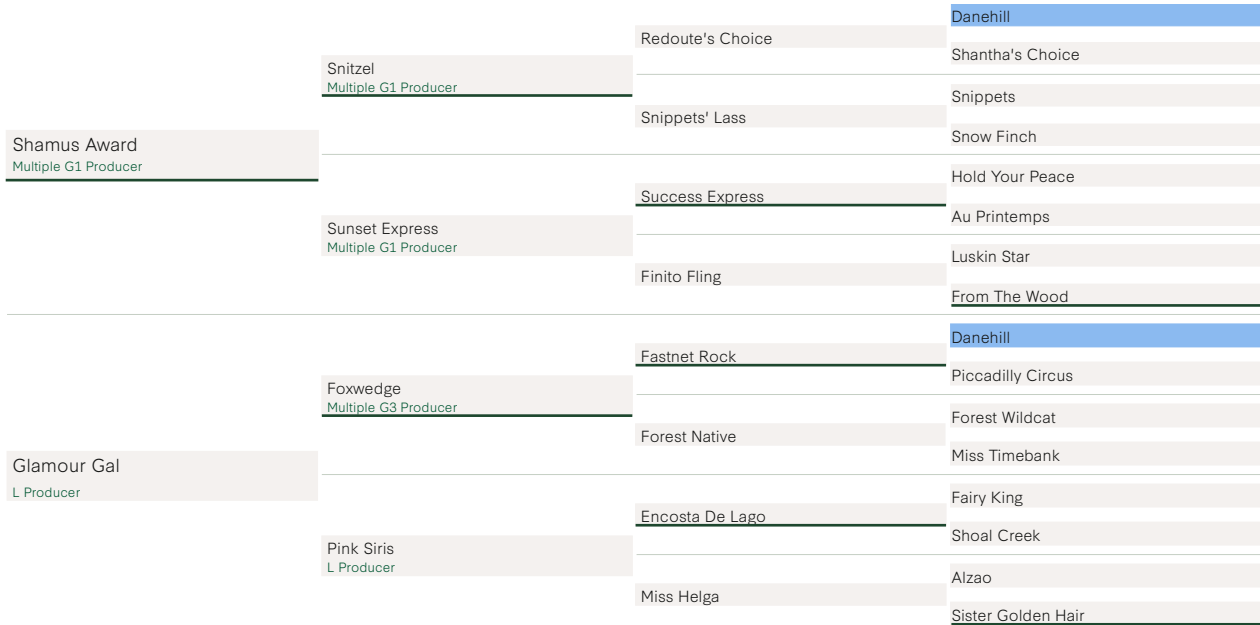 Shamus Award
Multiple G1 Producer
Snitzel
Multiple G1 Producer
Redoute's Choice
Danehill
Shantha's Choice
Snippets' Lass
Snippets
Snow Finch
Sunset Express
Multiple G1 Producer
Success Express
Hold Your Peace
Au Printemps
Finito Fling
Luskin Star
From The Wood
Glamour Gal
L Producer
Foxwedge
Multiple G3 Producer
Fastnet Rock
Danehill
Piccadilly Circus
Forest Native
Forest Wildcat
Miss Timebank
Pink Siris
L Producer
Encosta De Lago
Fairy King
Shoal Creek
Miss Helga
Alzao
Sister Golden Hair